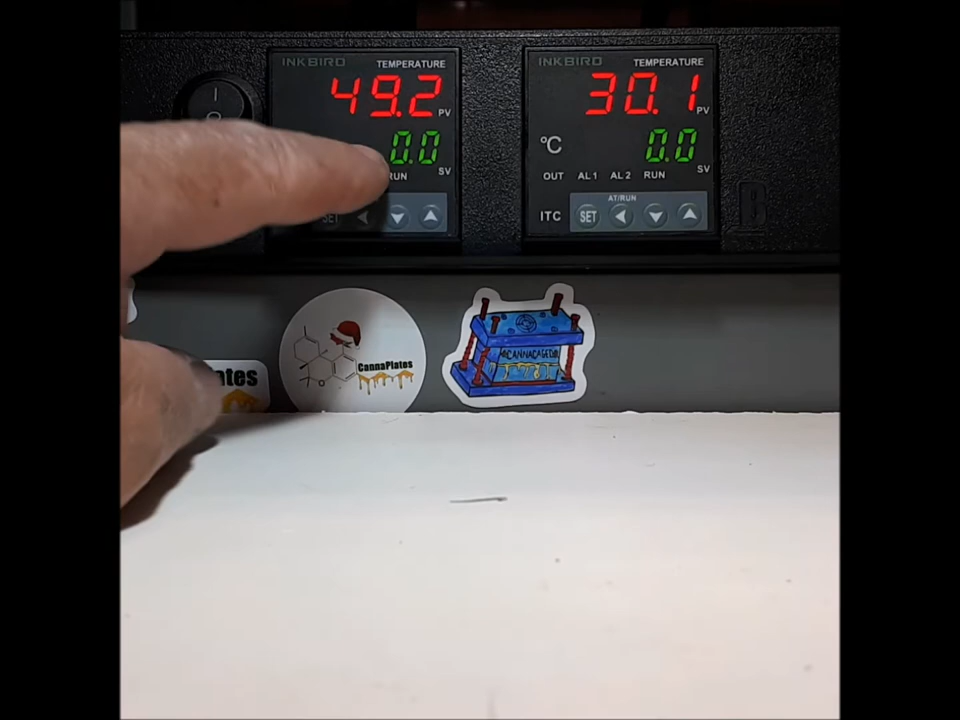 INKBIRD
TEMPERATURE
49.2
PV
0.0
SV
RUN
SET
INKBIRD
TEMPERATURE
30.1
PV
°C
0.0
SV
OUT AL1 AL2 RUN
AT/RUN
ITC SET
CannaPlates
CANNACAGED